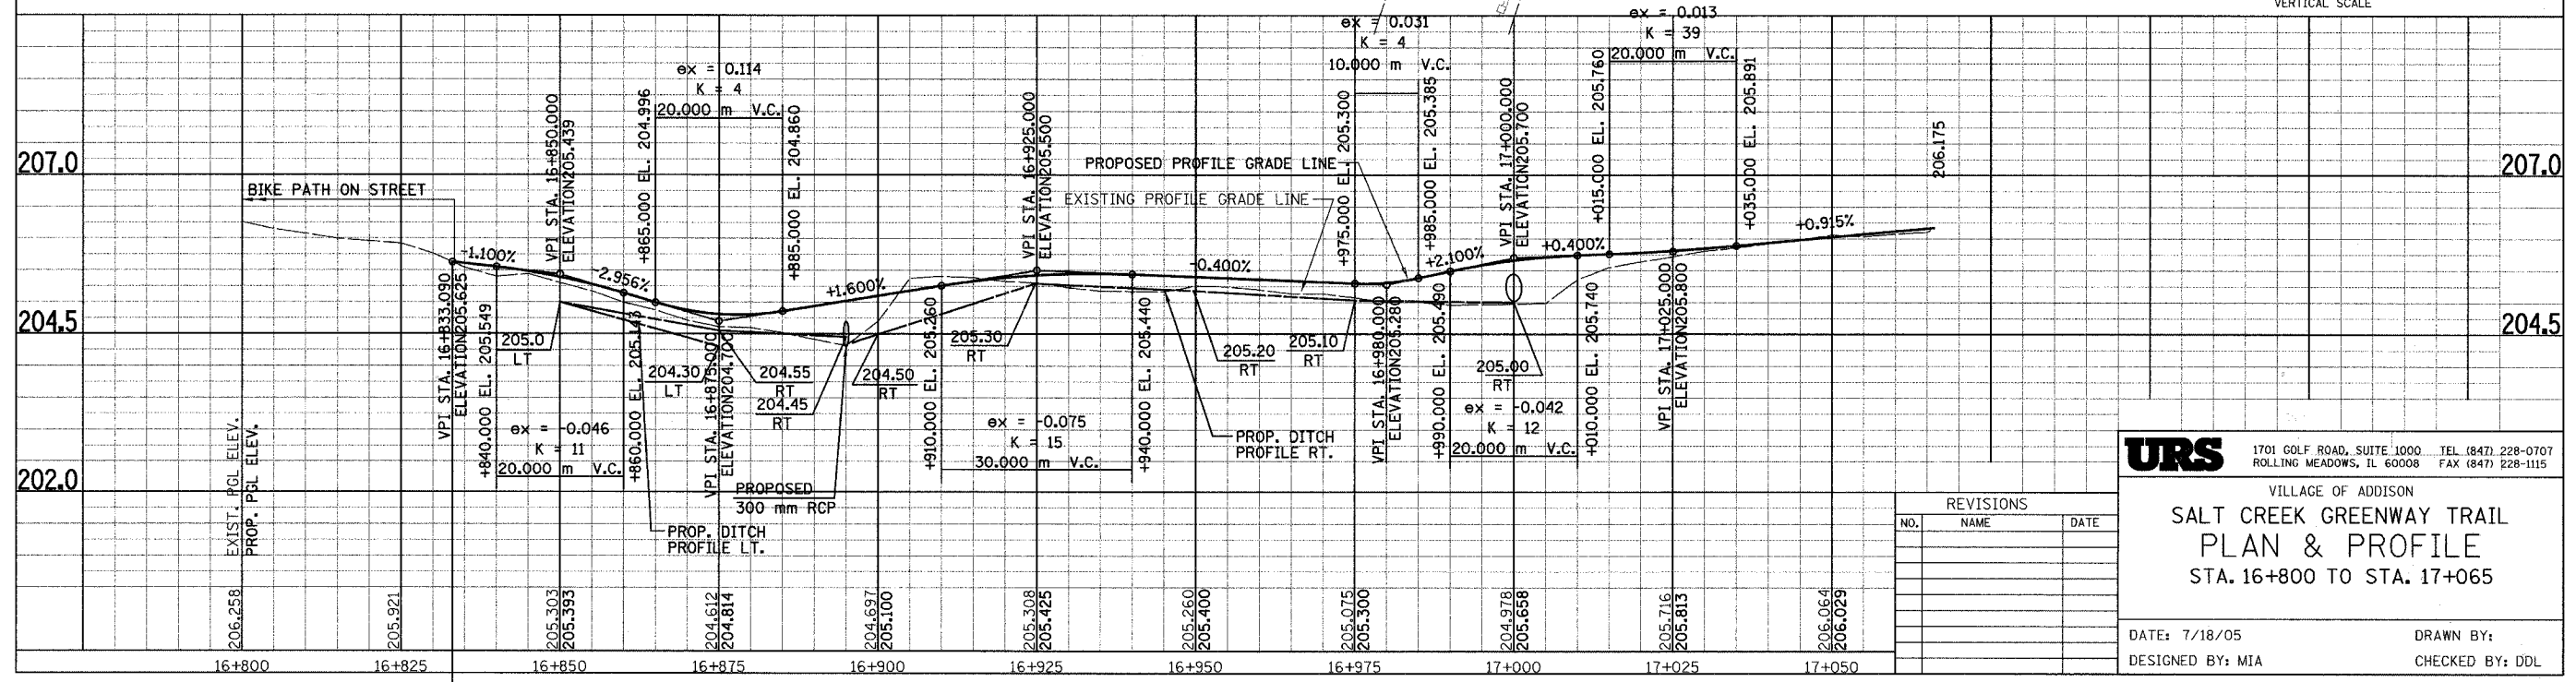 VERTICAL SCALE
ex = 0.031
K = 4
10.000 m V.C.
ex = 0.013
K = 39
20.000 m V.C.
ex = 0.114
K = 4
20.000 m V.C.
207.0
207.0
204.5
204.5
202.0
BIKE PATH ON STREET
VPI STA. 16+833.090
ELEVATION205.625
-1.100%
+840.000 EL. 205.549
VPI STA. 16+850.000
ELEVATION205.439
-2.956%
+860.000 EL. 205.143
+865.000 EL. 204.996
VPI STA. 16+875.000
ELEVATION204.700
+885.000 EL. 204.860
+1.600%
+910.000 EL. 205.260
VPI STA. 16+925.000
ELEVATION205.500
+940.000 EL. 205.440
-0.400%
PROPOSED PROFILE GRADE LINE
EXISTING PROFILE GRADE LINE
+975.000 EL. 205.300
VPI STA. 16+980.000
ELEVATION205.280
+985.000 EL. 205.385
+2.100%
+990.000 EL. 205.490
VPI STA. 17+000.000
ELEVATION205.700
+0.400%
+010.000 EL. 205.740
+015.000 EL. 205.760
VPI STA. 17+025.000
ELEVATION205.800
+035.000 EL. 205.891
+0.915%
206.175
205.0
LT
204.30
LT
204.55
RT
204.45
RT
204.50
RT
205.30
RT
205.20
RT
205.10
RT
205.00
RT
ex = -0.046
K = 11
20.000 m V.C.
ex = -0.075
K = 15
30.000 m V.C.
ex = -0.042
K = 12
20.000 m V.C.
PROPOSED
300 mm RCP
PROP. DITCH
PROFILE LT.
PROP. DITCH
PROFILE RT.
EXIST. PGL ELEV.
PROP. PGL ELEV.
206.258
205.921
205.303
205.393
204.612
204.814
204.697
205.100
205.308
205.425
205.260
205.400
205.075
205.300
204.978
205.658
205.716
205.813
206.064
206.029
16+800
16+825
16+850
16+875
16+900
16+925
16+950
16+975
17+000
17+025
17+050
REVISIONS
NO. NAME DATE
URS
1701 GOLF ROAD, SUITE 1000 TEL (847) 228-0707
ROLLING MEADOWS, IL 60008 FAX (847) 228-1115
VILLAGE OF ADDISON
SALT CREEK GREENWAY TRAIL
PLAN & PROFILE
STA. 16+800 TO STA. 17+065
DATE: 7/18/05 DRAWN BY:
DESIGNED BY: MIA CHECKED BY: DDL